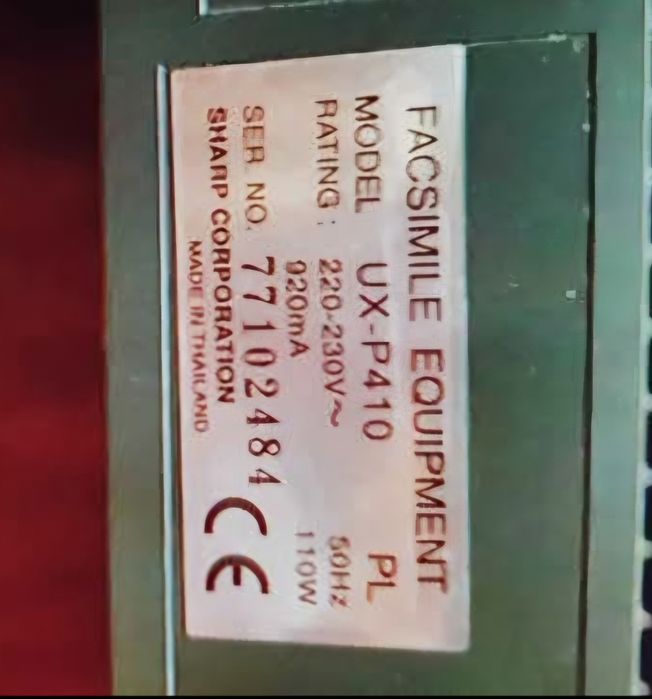 FACSIMILE EQUIPMENT
MODEL UX-P410 PL
RATING : 220-230V~ 50Hz
920mA 110W
SER. NO. 77102484
SHARP CORPORATION
MADE IN THAILAND
CE